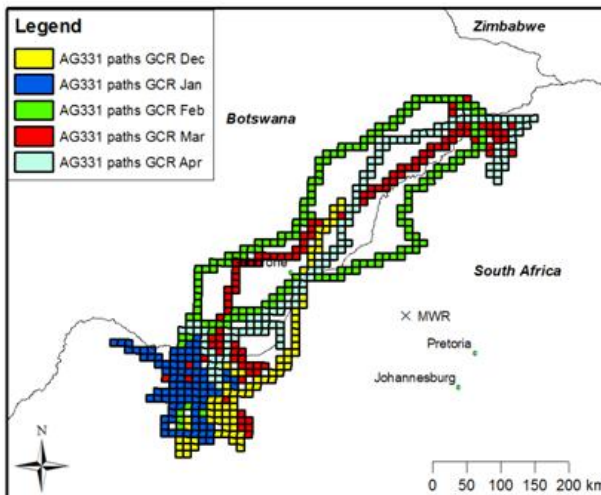 Legend
AG331 paths GCR Dec
AG331 paths GCR Jan
AG331 paths GCR Feb
AG331 paths GCR Mar
AG331 paths GCR Apr
Zimbabwe
Botswana
South Africa
MWR
Pretoria
Johannesburg
N
0 50 100 150 200 km